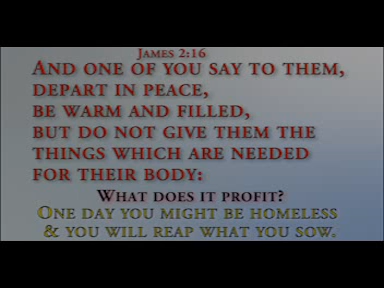 James 2:16
And one of you say to them,
depart in peace,
be warm and filled,
but do not give them the
things which are needed
for their body:
What does it profit?
One day you might be homeless
& you will reap what you sow.